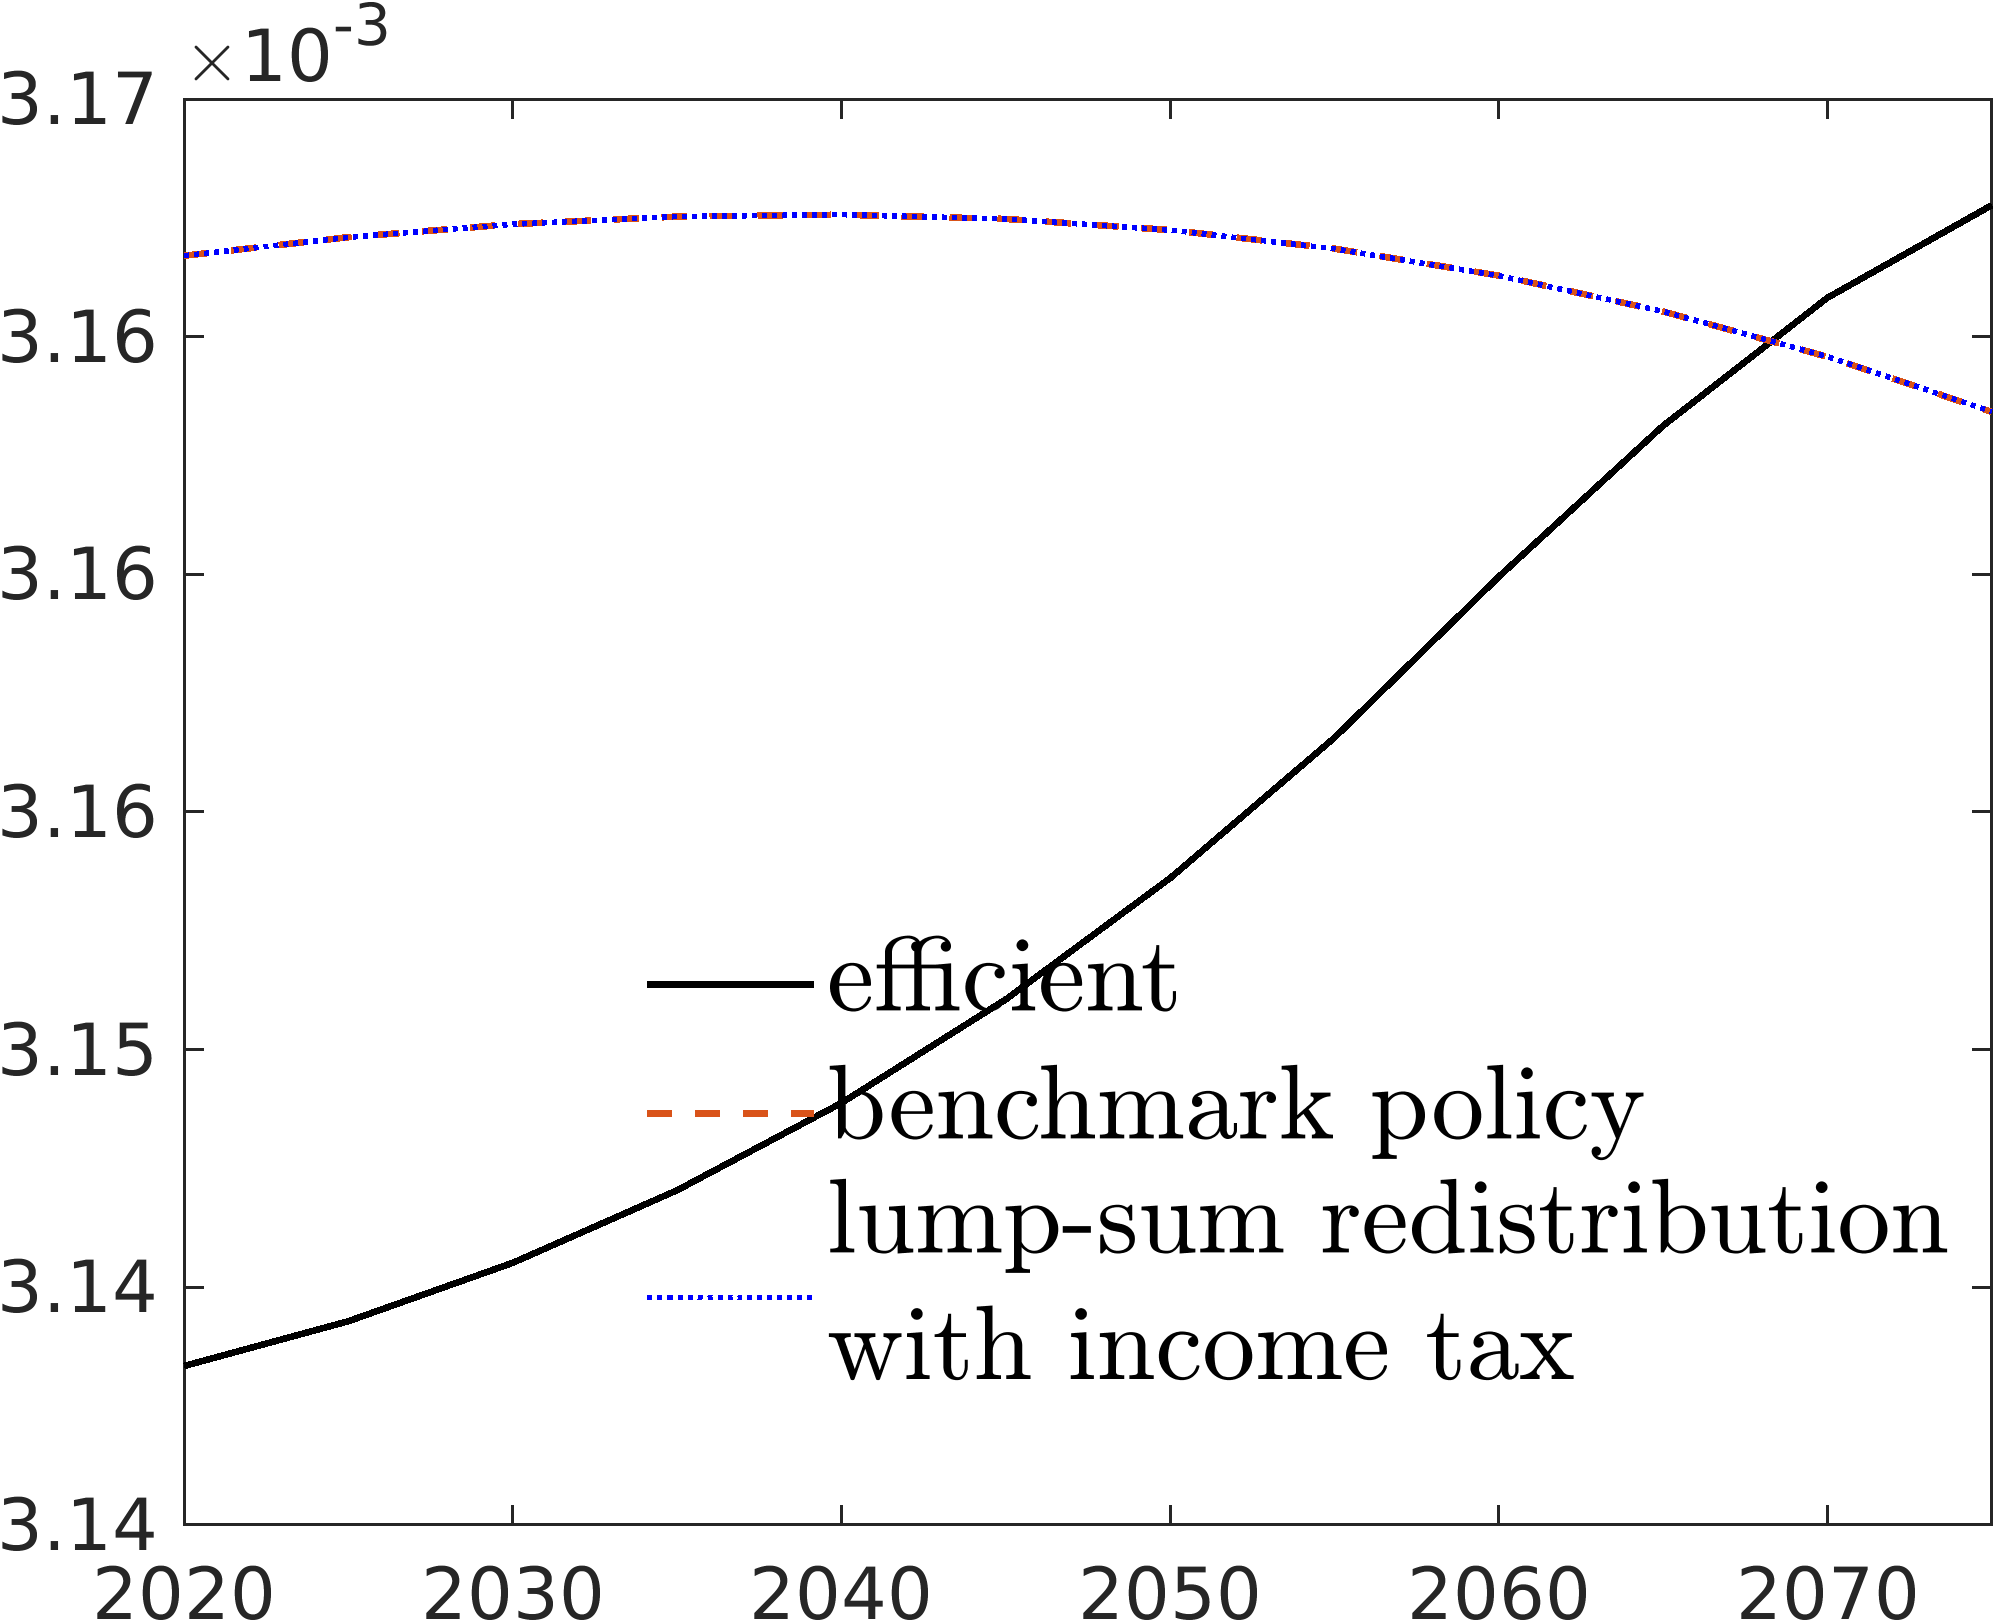 ×10-3
3.17
3.16
3.16
3.16
3.15
3.14
3.14
efficient
benchmark policy
lump-sum redistribution
with income tax
2020 2030 2040 2050 2060 2070